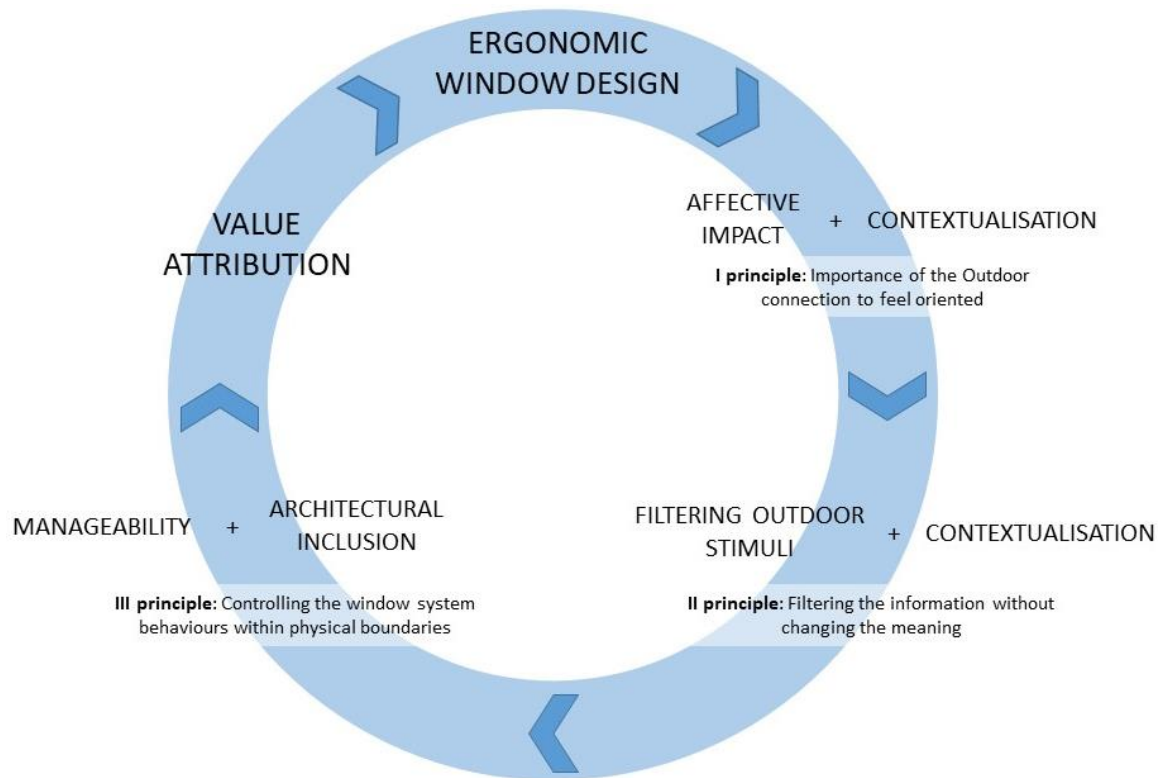 ERGONOMIC
WINDOW DESIGN
AFFECTIVE
IMPACT + CONTEXTUALISATION
I principle: Importance of the Outdoor
connection to feel oriented
FILTERING OUTDOOR
STIMULI + CONTEXTUALISATION
II principle: Filtering the information without
changing the meaning
MANAGEABILITY + ARCHITECTURAL
INCLUSION
III principle: Controlling the window system
behaviours within physical boundaries
VALUE
ATTRIBUTION